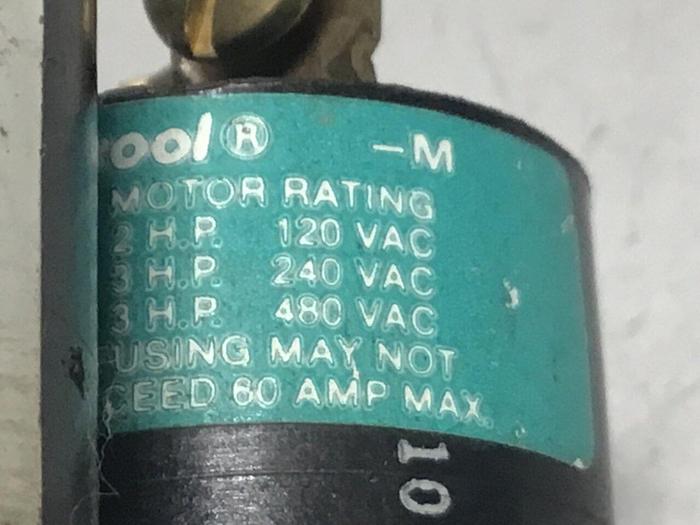 ool® -M
MOTOR RATING
2 H.P. 120 VAC
3 H.P. 240 VAC
3 H.P. 480 VAC
FUSING MAY NOT
CEED 60 AMP MAX.
10